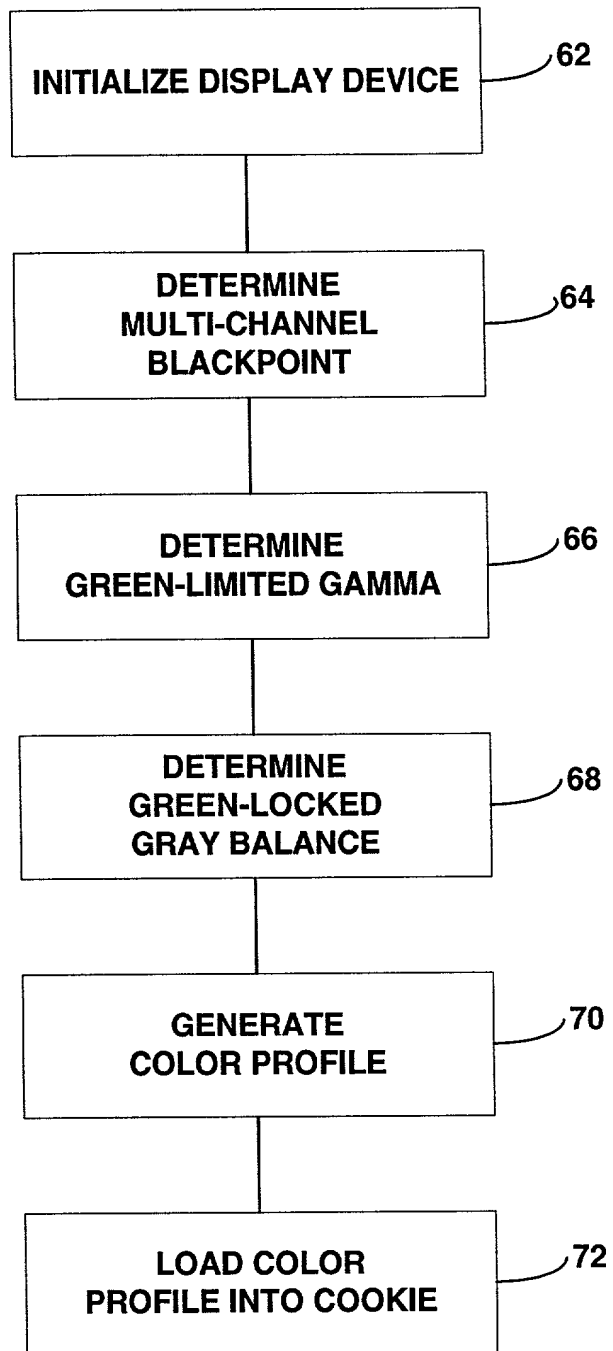 INITIALIZE DISPLAY DEVICE
62
DETERMINE
MULTI-CHANNEL
BLACKPOINT
64
DETERMINE
GREEN-LIMITED GAMMA
66
DETERMINE
GREEN-LOCKED
GRAY BALANCE
68
GENERATE
COLOR PROFILE
70
LOAD COLOR
PROFILE INTO COOKIE
72